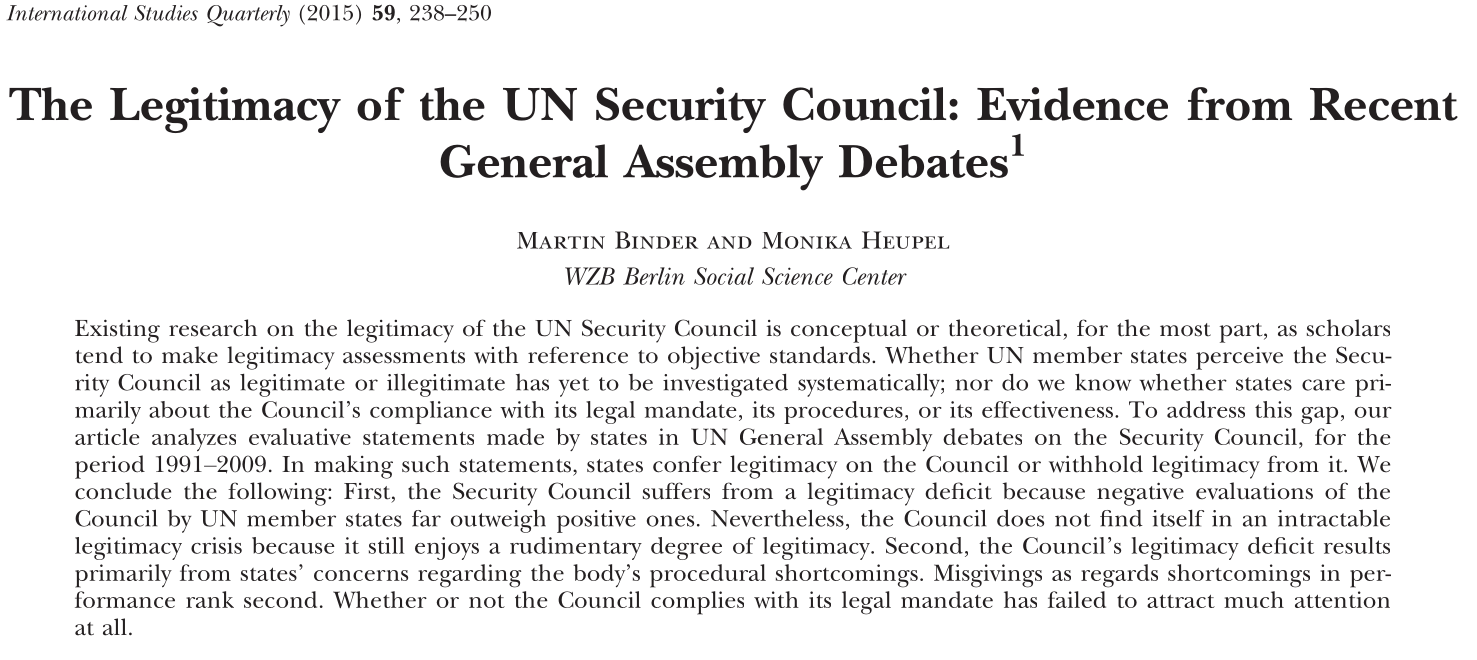 International Studies Quarterly (2015) 59, 238–250
The Legitimacy of the UN Security Council: Evidence from Recent
General Assembly Debates1
Martin Binder and Monika Heupel
WZB Berlin Social Science Center
Existing research on the legitimacy of the UN Security Council is conceptual or theoretical, for the most part, as scholars
tend to make legitimacy assessments with reference to objective standards. Whether UN member states perceive the Secu-
rity Council as legitimate or illegitimate has yet to be investigated systematically; nor do we know whether states care pri-
marily about the Council’s compliance with its legal mandate, its procedures, or its effectiveness. To address this gap, our
article analyzes evaluative statements made by states in UN General Assembly debates on the Security Council, for the
period 1991–2009. In making such statements, states confer legitimacy on the Council or withhold legitimacy from it. We
conclude the following: First, the Security Council suffers from a legitimacy deficit because negative evaluations of the
Council by UN member states far outweigh positive ones. Nevertheless, the Council does not find itself in an intractable
legitimacy crisis because it still enjoys a rudimentary degree of legitimacy. Second, the Council’s legitimacy deficit results
primarily from states’ concerns regarding the body’s procedural shortcomings. Misgivings as regards shortcomings in per-
formance rank second. Whether or not the Council complies with its legal mandate has failed to attract much attention
at all.